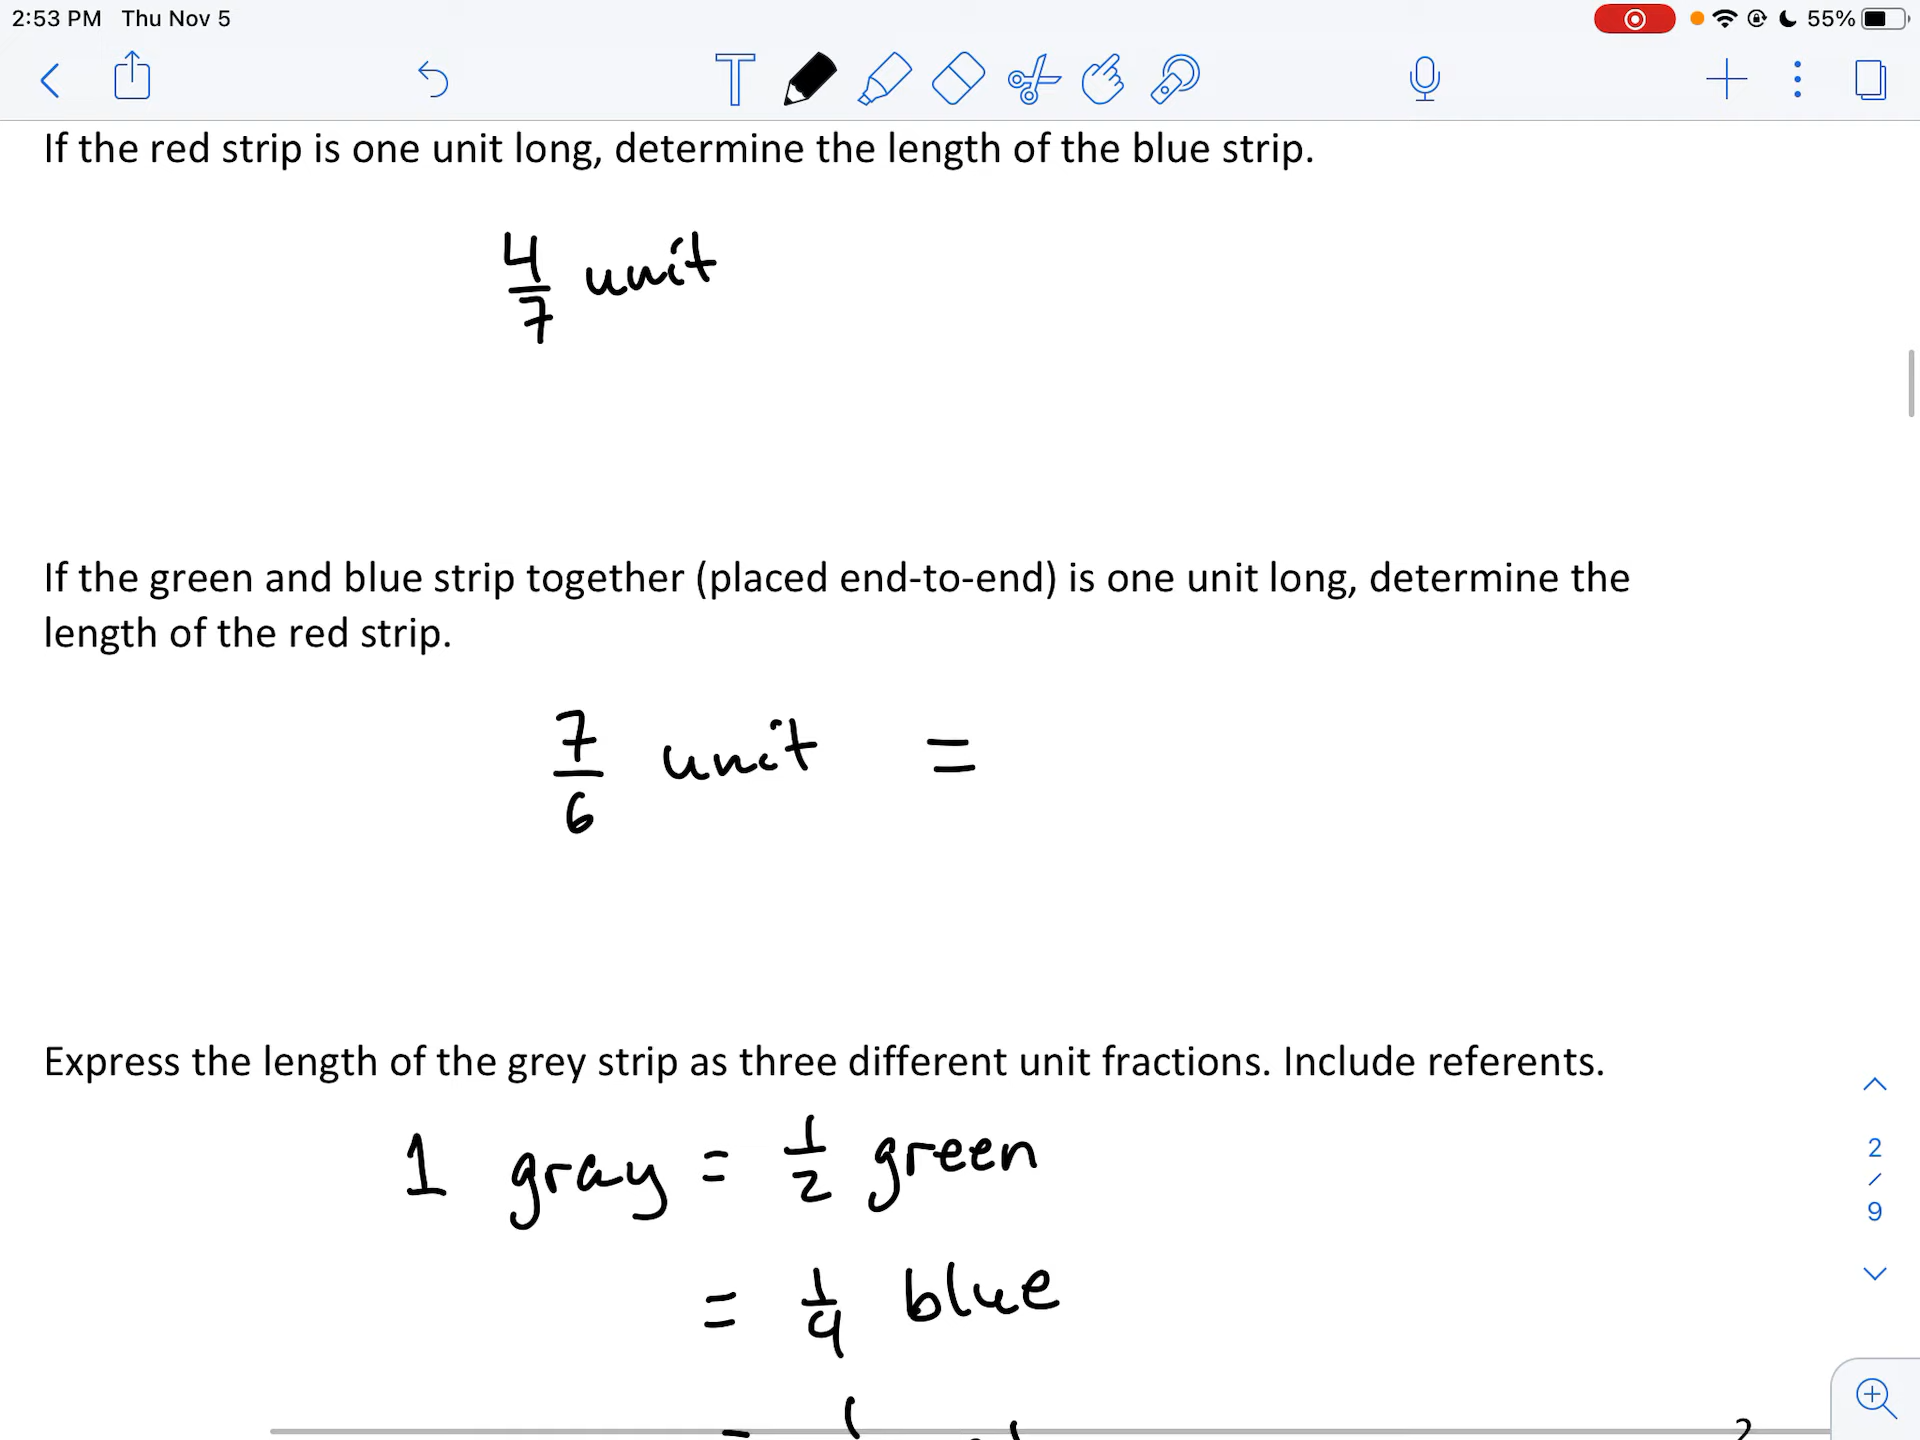 2:53 PM Thu Nov 5
55%
T
If the red strip is one unit long, determine the length of the blue strip.
4/7 unit
If the green and blue strip together (placed end-to-end) is one unit long, determine the
length of the red strip.
7/6 unit =
Express the length of the grey strip as three different unit fractions. Include referents.
1 gray = 1/2 green
= 1/4 blue
2
/
9